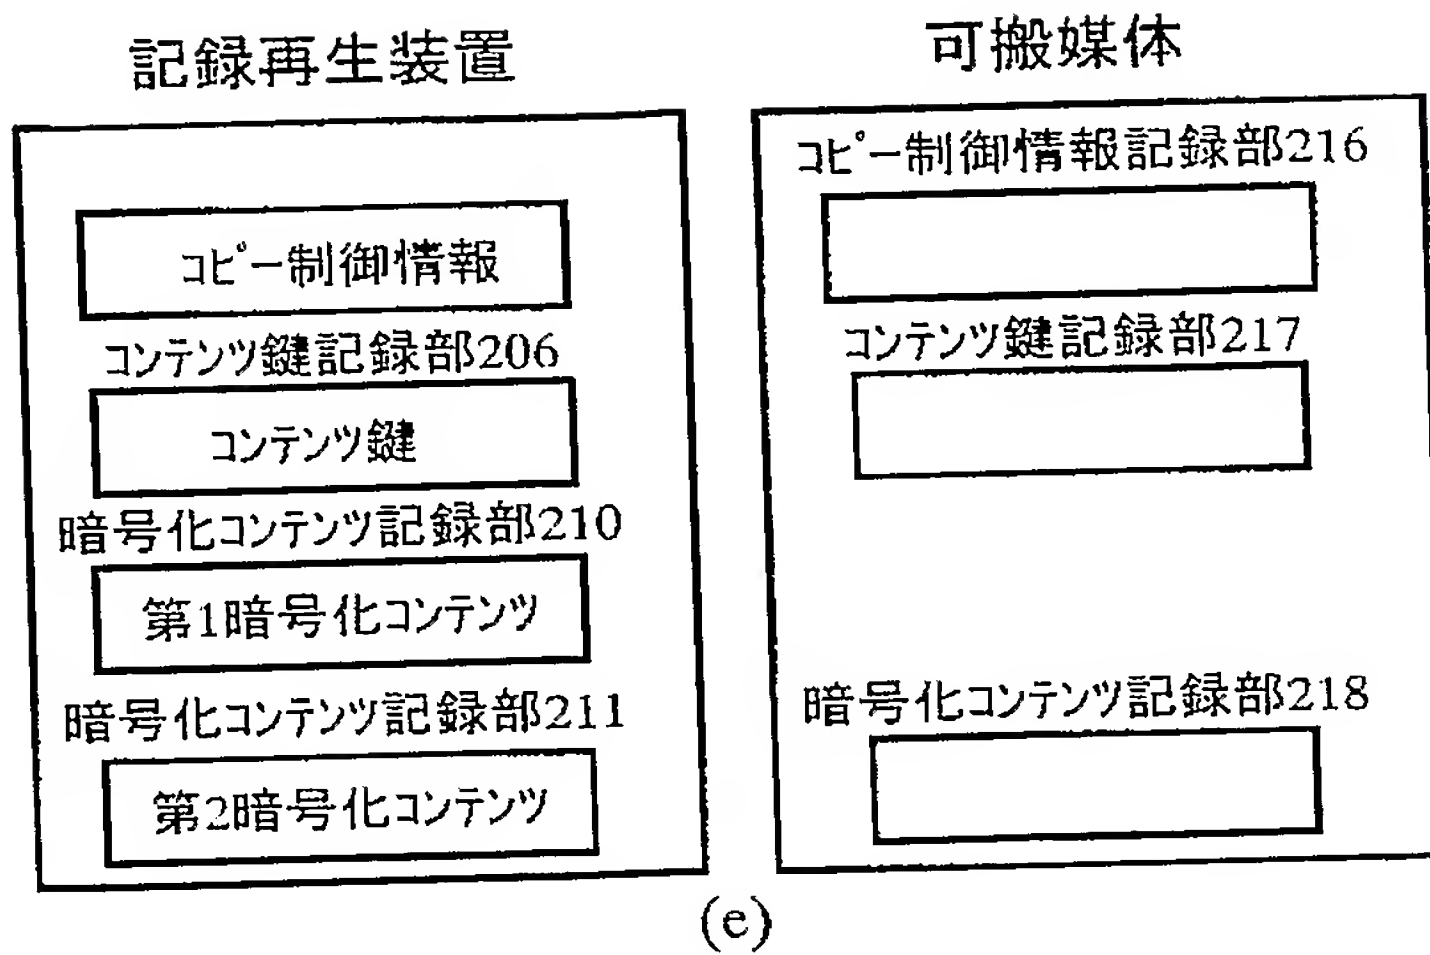 記録再生装置
コピー制御情報
コンテンツ鍵記録部206
コンテンツ鍵
暗号化コンテンツ記録部210
第1暗号化コンテンツ
暗号化コンテンツ記録部211
第2暗号化コンテンツ
可搬媒体
コピー制御情報記録部216
コンテンツ鍵記録部217
暗号化コンテンツ記録部218
(e)